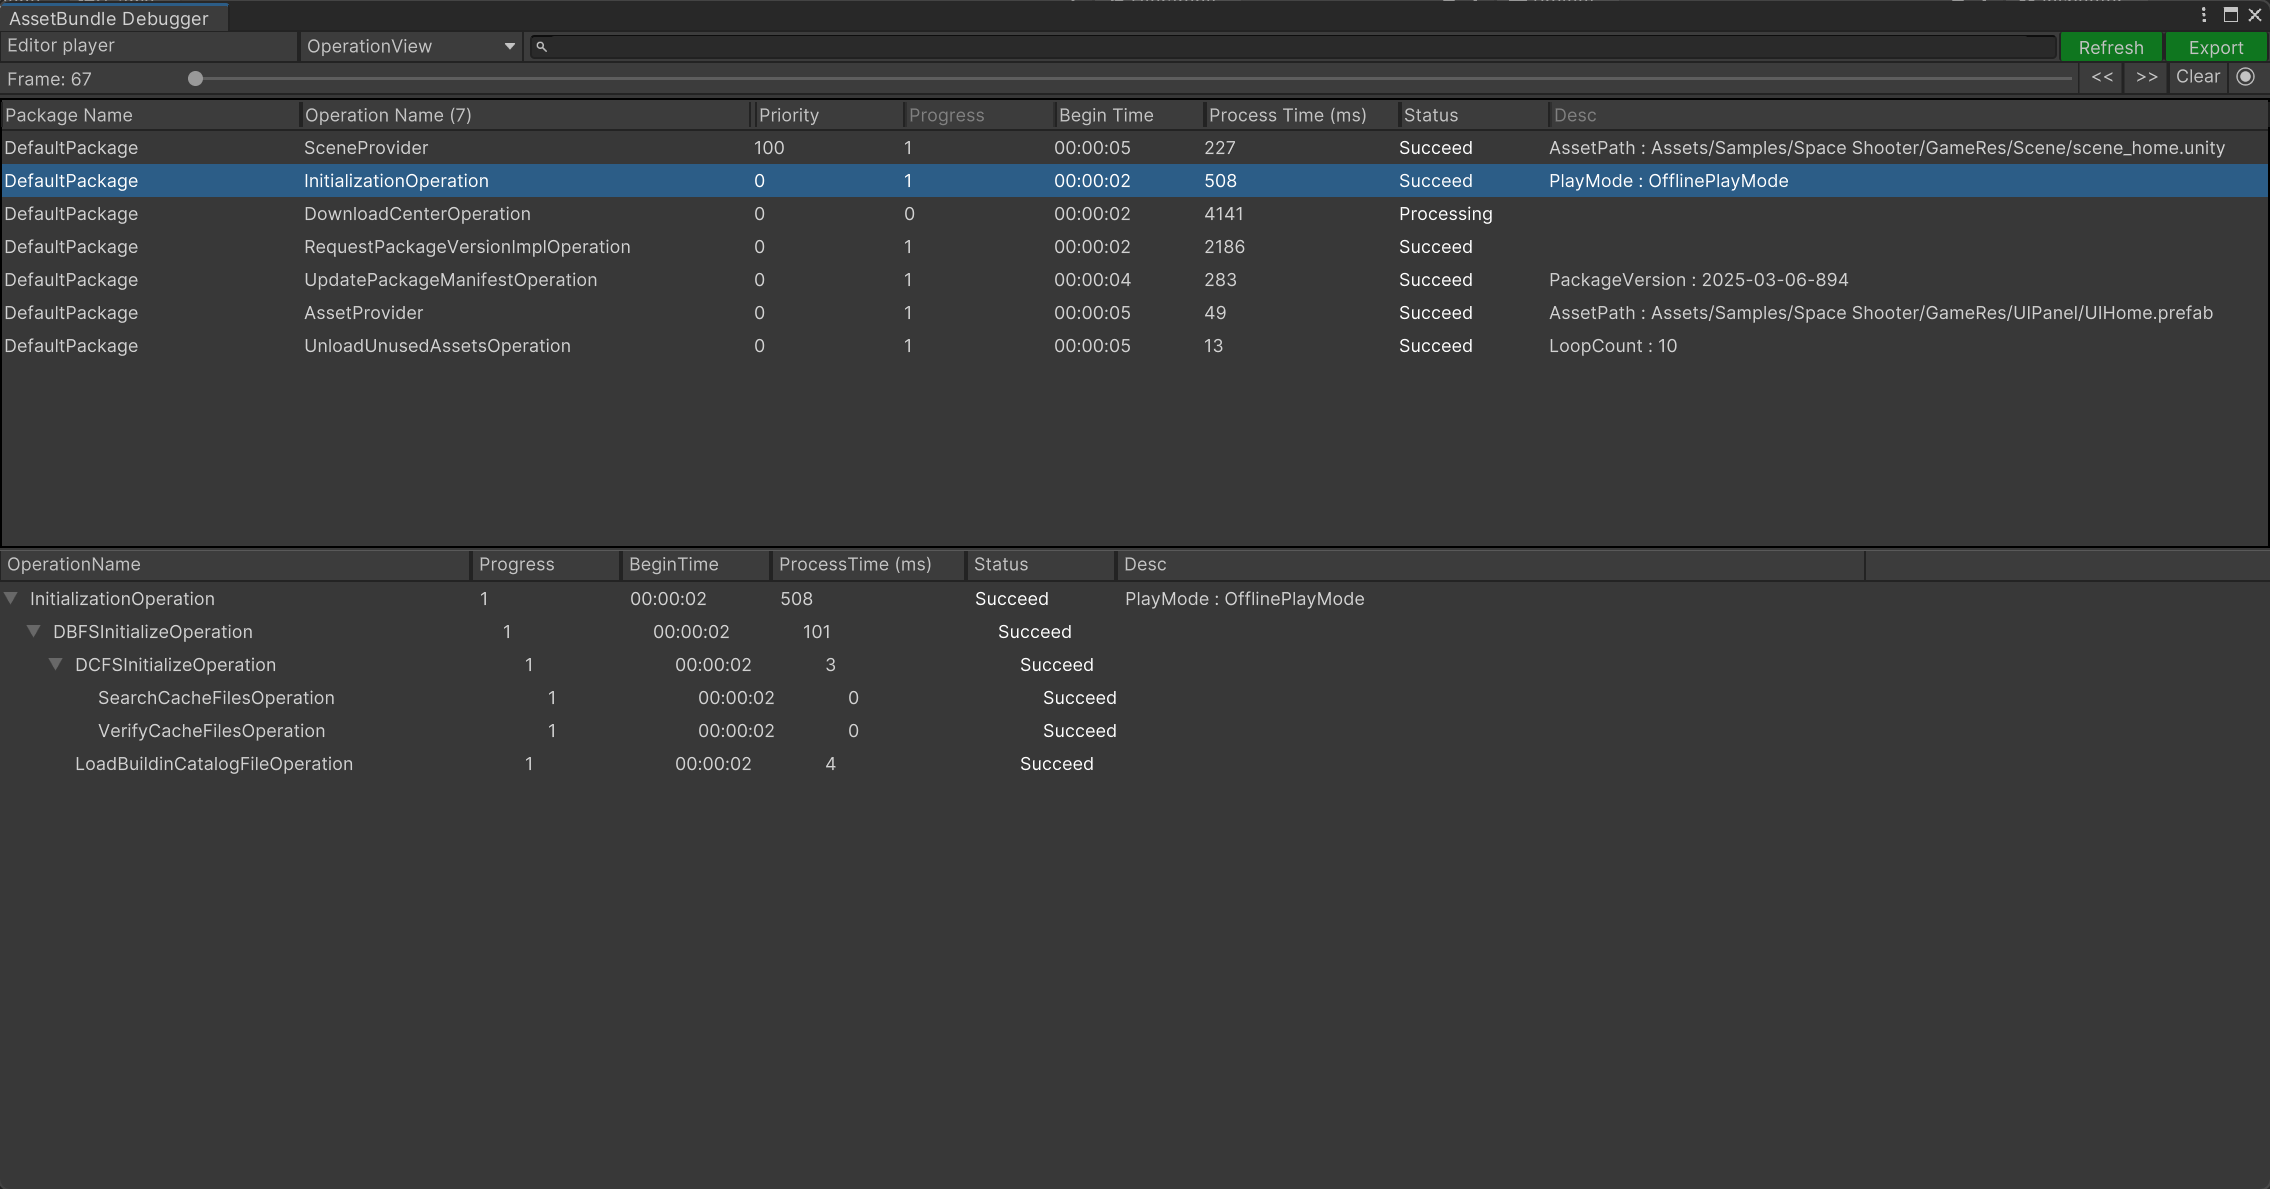 AssetBundle Debugger
Editor player OperationView Refresh Export
Frame: 67 << >> Clear
Package Name Operation Name (7) Priority Progress Begin Time Process Time (ms) Status Desc
DefaultPackage SceneProvider 100 1 00:00:05 227 Succeed AssetPath : Assets/Samples/Space Shooter/GameRes/Scene/scene_home.unity
DefaultPackage InitializationOperation 0 1 00:00:02 508 Succeed PlayMode : OfflinePlayMode
DefaultPackage DownloadCenterOperation 0 0 00:00:02 4141 Processing
DefaultPackage RequestPackageVersionImplOperation 0 1 00:00:02 2186 Succeed
DefaultPackage UpdatePackageManifestOperation 0 1 00:00:04 283 Succeed PackageVersion : 2025-03-06-894
DefaultPackage AssetProvider 0 1 00:00:05 49 Succeed AssetPath : Assets/Samples/Space Shooter/GameRes/UIPanel/UIHome.prefab
DefaultPackage UnloadUnusedAssetsOperation 0 1 00:00:05 13 Succeed LoopCount : 10
OperationName Progress BeginTime ProcessTime (ms) Status Desc
InitializationOperation 1 00:00:02 508 Succeed PlayMode : OfflinePlayMode
DBFSInitializeOperation 1 00:00:02 101 Succeed
DCFSInitializeOperation 1 00:00:02 3 Succeed
SearchCacheFilesOperation 1 00:00:02 0 Succeed
VerifyCacheFilesOperation 1 00:00:02 0 Succeed
LoadBuildinCatalogFileOperation 1 00:00:02 4 Succeed